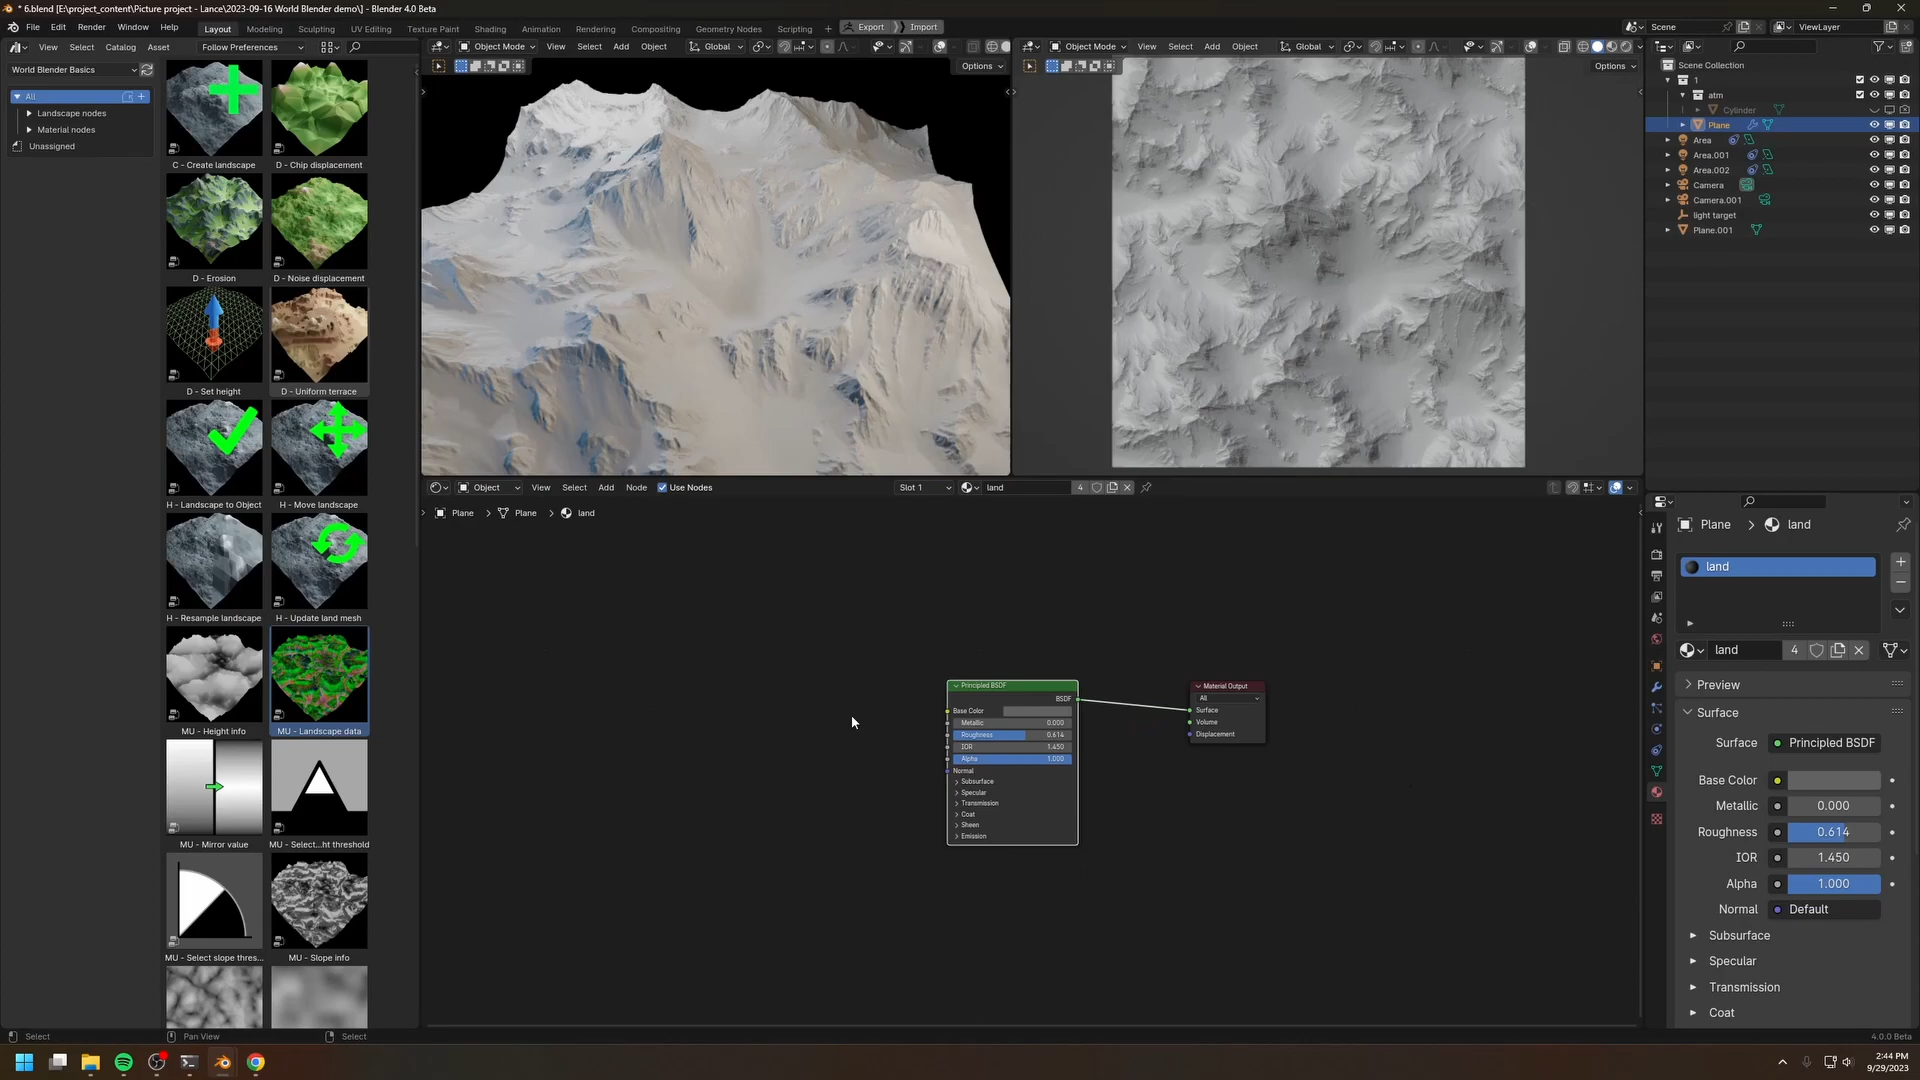 * 6.blend [E:\project_content\Picture project - Lance\2023-09-16 World Blender demo\] - Blender 4.0 Beta
File Edit Render Window Help Layout Modeling Sculpting UV Editing Texture Paint Shading Animation Rendering Compositing Geometry Nodes Scripting + Export Import Scene ViewLayer
View Select Catalog Asset Follow Preferences
Object Mode View Select Add Object Global
Object Mode View Select Add Object Global
World Blender Basics
Options
Options
All
Landscape nodes
Material nodes
Unassigned
C - Create landscape
D - Chip displacement
D - Erosion
D - Noise displacement
D - Set height
D - Uniform terrace
H - Landscape to Object
H - Move landscape
H - Resample landscape
H - Update land mesh
MU - Height info
MU - Landscape data
MU - Mirror value
MU - Select...ht threshold
MU - Select slope thres...
MU - Slope info
Scene Collection
1
atm
Cylinder
Plane
Area
Area.001
Area.002
Camera
Camera.001
light target
Plane.001
Object View Select Add Node Use Nodes Slot 1 land 4
Plane > Plane > land
Principled BSDF
BSDF
Base Color
Metallic 0.000
Roughness 0.614
IOR 1.450
Alpha 1.000
Normal
Subsurface
Specular
Transmission
Coat
Sheen
Emission
Material Output
All
Surface
Volume
Displacement
Plane > land
land
land 4
Preview
Surface
Surface Principled BSDF
Base Color
Metallic 0.000
Roughness 0.614
IOR 1.450
Alpha 1.000
Normal Default
Subsurface
Specular
Transmission
Coat
Select Pan View Select 4.0.0 Beta
2:44 PM
9/29/2023